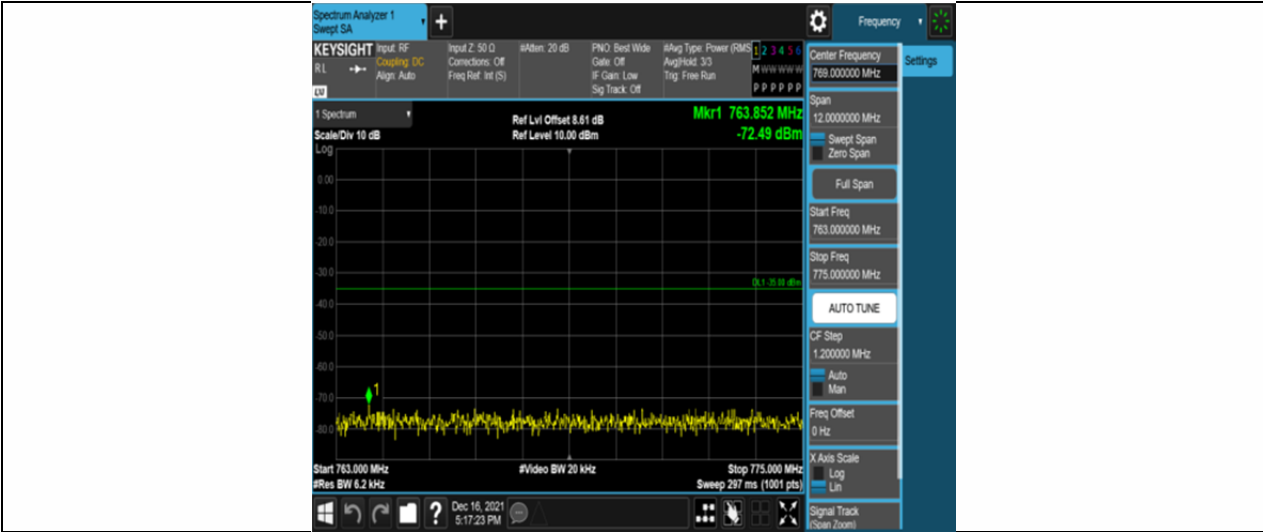 Spectrum Analyzer 1
Swept SA
Frequency
KEYSIGHT
RL
LV
Input: RF
Coupling: DC
Align: Auto
Input Z: 50 Ω
Corrections: Off
Freq Ref: Int (S)
#Atten: 20 dB
PNO: Best Wide
Gate: Off
IF Gain: Low
Sig Track: Off
#Avg Type: Power (RMS
Avg|Hold: 3/3
Trig: Free Run
1 2 3 4 5 6
M W W W W W
P P P P P P
1 Spectrum
Scale/Div 10 dB
Ref Lvl Offset 8.61 dB
Ref Level 10.00 dBm
Mkr1 763.852 MHz
-72.49 dBm
Log
0.00
-10.0
-20.0
-30.0
DL1 -35.00 dBm
-40.0
-50.0
-60.0
-70.0
1
-80.0
Start 763.000 MHz
#Res BW 6.2 kHz
#Video BW 20 kHz
Stop 775.000 MHz
Sweep 297 ms (1001 pts)
Dec 16, 2021
5:17:23 PM
Center Frequency
769.000000 MHz
Settings
Span
12.0000000 MHz
Swept Span
Zero Span
Full Span
Start Freq
763.000000 MHz
Stop Freq
775.000000 MHz
AUTO TUNE
CF Step
1.200000 MHz
Auto
Man
Freq Offset
0 Hz
X Axis Scale
Log
Lin
Signal Track
(Span Zoom)